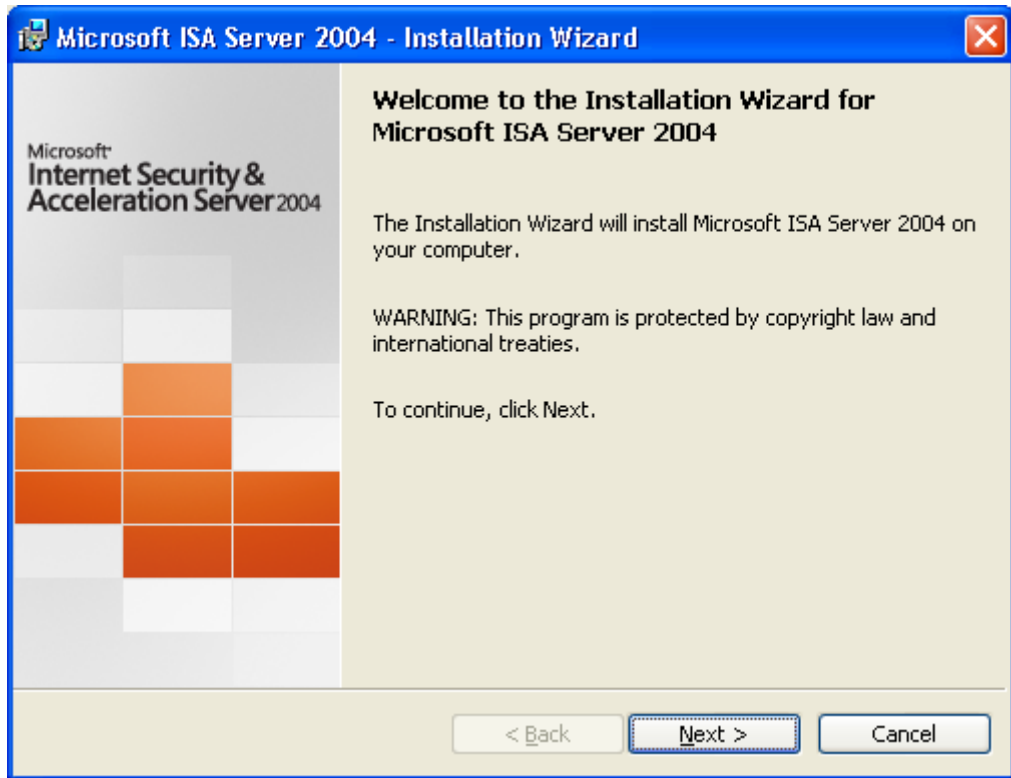 Microsoft ISA Server 2004 - Installation Wizard
Microsoft
Internet Security &
Acceleration Server 2004
Welcome to the Installation Wizard for
Microsoft ISA Server 2004
The Installation Wizard will install Microsoft ISA Server 2004 on
your computer.
WARNING: This program is protected by copyright law and
international treaties.
To continue, click Next.
< Back
Next >
Cancel